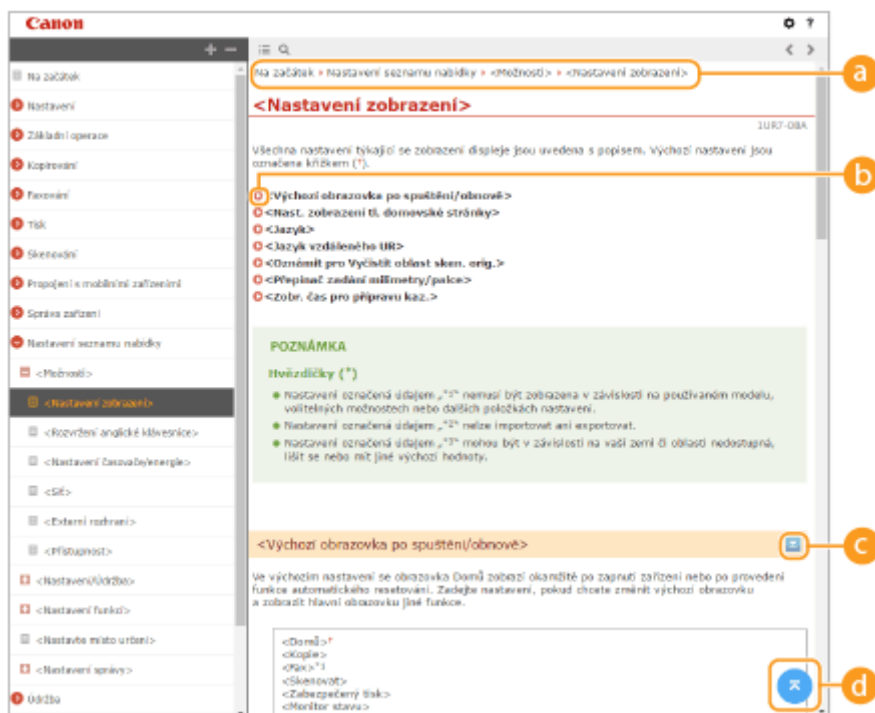 Canon
?
Na začátek
Nastavení
Základní operace
Kopírování
Faxování
Tisk
Skenování
Propojení s mobilními zařízeními
Správa zařízení
Nastavení seznamu nabídky
<Možnosti>
<Nastavení zobrazení>
<Rozvržení anglické klávesnice>
<Nastavení časovače/energie>
<Síť>
<Externí rozhraní>
<Přístupnost>
<Nastavení/Údržba>
<Nastavení funkcí>
<Nastavte místo určení>
<Nastavení správy>
Údržba
Na začátek » Nastavení seznamu nabídky » <Možnosti> » <Nastavení zobrazení>
a
<Nastavení zobrazení>
1UR7-08A
Všechna nastavení týkající se zobrazení displeje jsou uvedena s popisem. Výchozí nastavení jsou
označena křížkem (†).
b
<Výchozí obrazovka po spuštění/obnově>
<Nast. zobrazení tl. domovské stránky>
<Jazyk>
<Jazyk vzdáleného UR>
<Oznámit pro Vyčistit oblast sken. orig.>
<Přepínač zadání milimetry/palce>
<Zobr. čas pro přípravu kaz.>
POZNÁMKA
Hvězdičky (*)
Nastavení označená údajem „*1“ nemusí být zobrazena v závislosti na používaném modelu,
volitelných možnostech nebo dalších položkách nastavení.
Nastavení označená údajem „*2“ nelze importovat ani exportovat.
Nastavení označená údajem „*3“ mohou být v závislosti na vaší zemi či oblasti nedostupná,
lišit se nebo mít jiné výchozí hodnoty.
<Výchozí obrazovka po spuštění/obnově>
c
Ve výchozím nastavení se obrazovka Domů zobrazí okamžitě po zapnutí zařízení nebo po provedení
funkce automatického resetování. Zadejte nastavení, pokud chcete změnit výchozí obrazovku
a zobrazit hlavní obrazovku jiné funkce.
<Domů>†
<Kopie>
<Fax>*1
<Skenovat>
<Zabezpečený tisk>
<Monitor stavu>
d